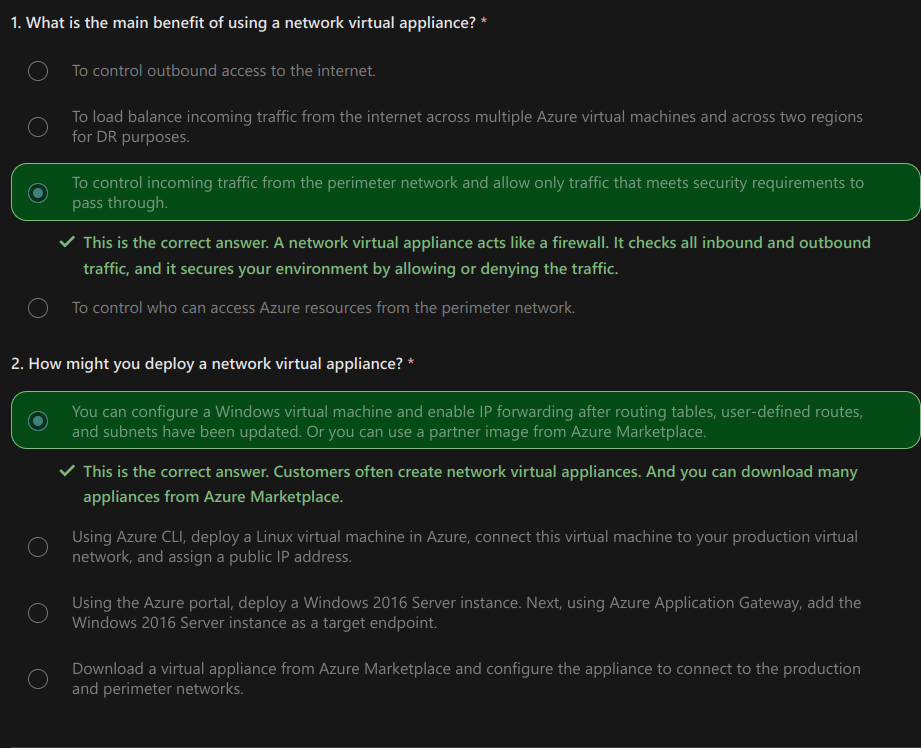 1. What is the main benefit of using a network virtual appliance? *
To control outbound access to the internet.
To load balance incoming traffic from the internet across multiple Azure virtual machines and across two regions
for DR purposes.
To control incoming traffic from the perimeter network and allow only traffic that meets security requirements to
pass through.
This is the correct answer. A network virtual appliance acts like a firewall. It checks all inbound and outbound
traffic, and it secures your environment by allowing or denying the traffic.
To control who can access Azure resources from the perimeter network.
2. How might you deploy a network virtual appliance? *
You can configure a Windows virtual machine and enable IP forwarding after routing tables, user-defined routes,
and subnets have been updated. Or you can use a partner image from Azure Marketplace.
This is the correct answer. Customers often create network virtual appliances. And you can download many
appliances from Azure Marketplace.
Using Azure CLI, deploy a Linux virtual machine in Azure, connect this virtual machine to your production virtual
network, and assign a public IP address.
Using the Azure portal, deploy a Windows 2016 Server instance. Next, using Azure Application Gateway, add the
Windows 2016 Server instance as a target endpoint.
Download a virtual appliance from Azure Marketplace and configure the appliance to connect to the production
and perimeter networks.